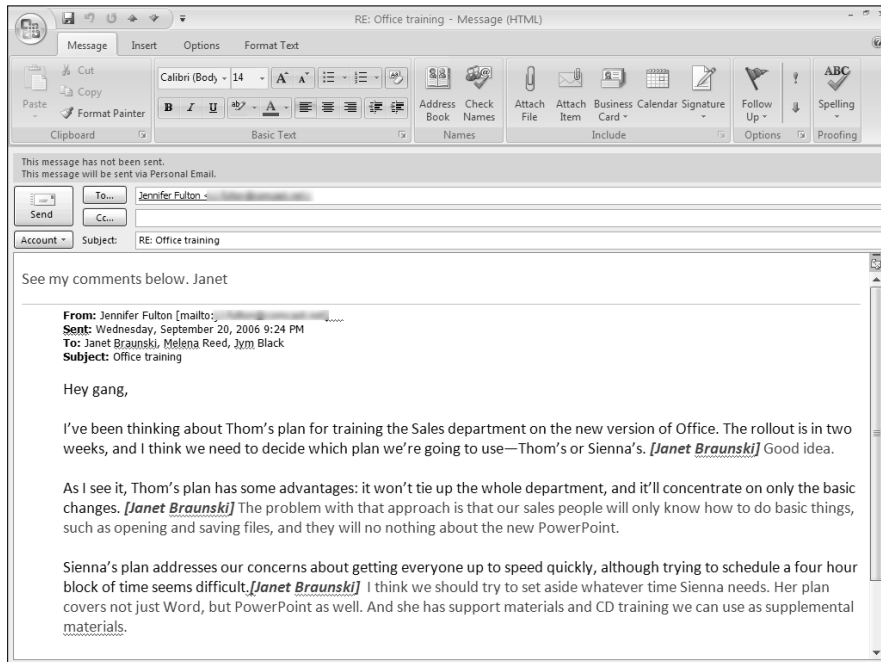 RE: Office training - Message (HTML)
Message Insert Options Format Text
Paste
Cut
Copy
Format Painter
Clipboard
Calibri (Body 14
B I U
Basic Text
Address Book
Check Names
Names
Attach File
Attach Item
Business Card
Calendar
Signature
Include
Follow Up
Options
ABC
Spelling
Proofing
This message has not been sent.
This message will be sent via Personal Email.
Send
To... Jennifer Fulton <
Cc...
Account Subject: RE: Office training
See my comments below. Janet
From: Jennifer Fulton [mailto:
Sent: Wednesday, September 20, 2006 9:24 PM
To: Janet Braunski, Melena Reed, Jym Black
Subject: Office training
Hey gang,
I've been thinking about Thom's plan for training the Sales department on the new version of Office. The rollout is in two
weeks, and I think we need to decide which plan we're going to use—Thom's or Sienna's. [Janet Braunski] Good idea.
As I see it, Thom's plan has some advantages: it won't tie up the whole department, and it'll concentrate on only the basic
changes. [Janet Braunski] The problem with that approach is that our sales people will only know how to do basic things,
such as opening and saving files, and they will no nothing about the new PowerPoint.
Sienna's plan addresses our concerns about getting everyone up to speed quickly, although trying to schedule a four hour
block of time seems difficult.[Janet Braunski] I think we should try to set aside whatever time Sienna needs. Her plan
covers not just Word, but PowerPoint as well. And she has support materials and CD training we can use as supplemental
materials.